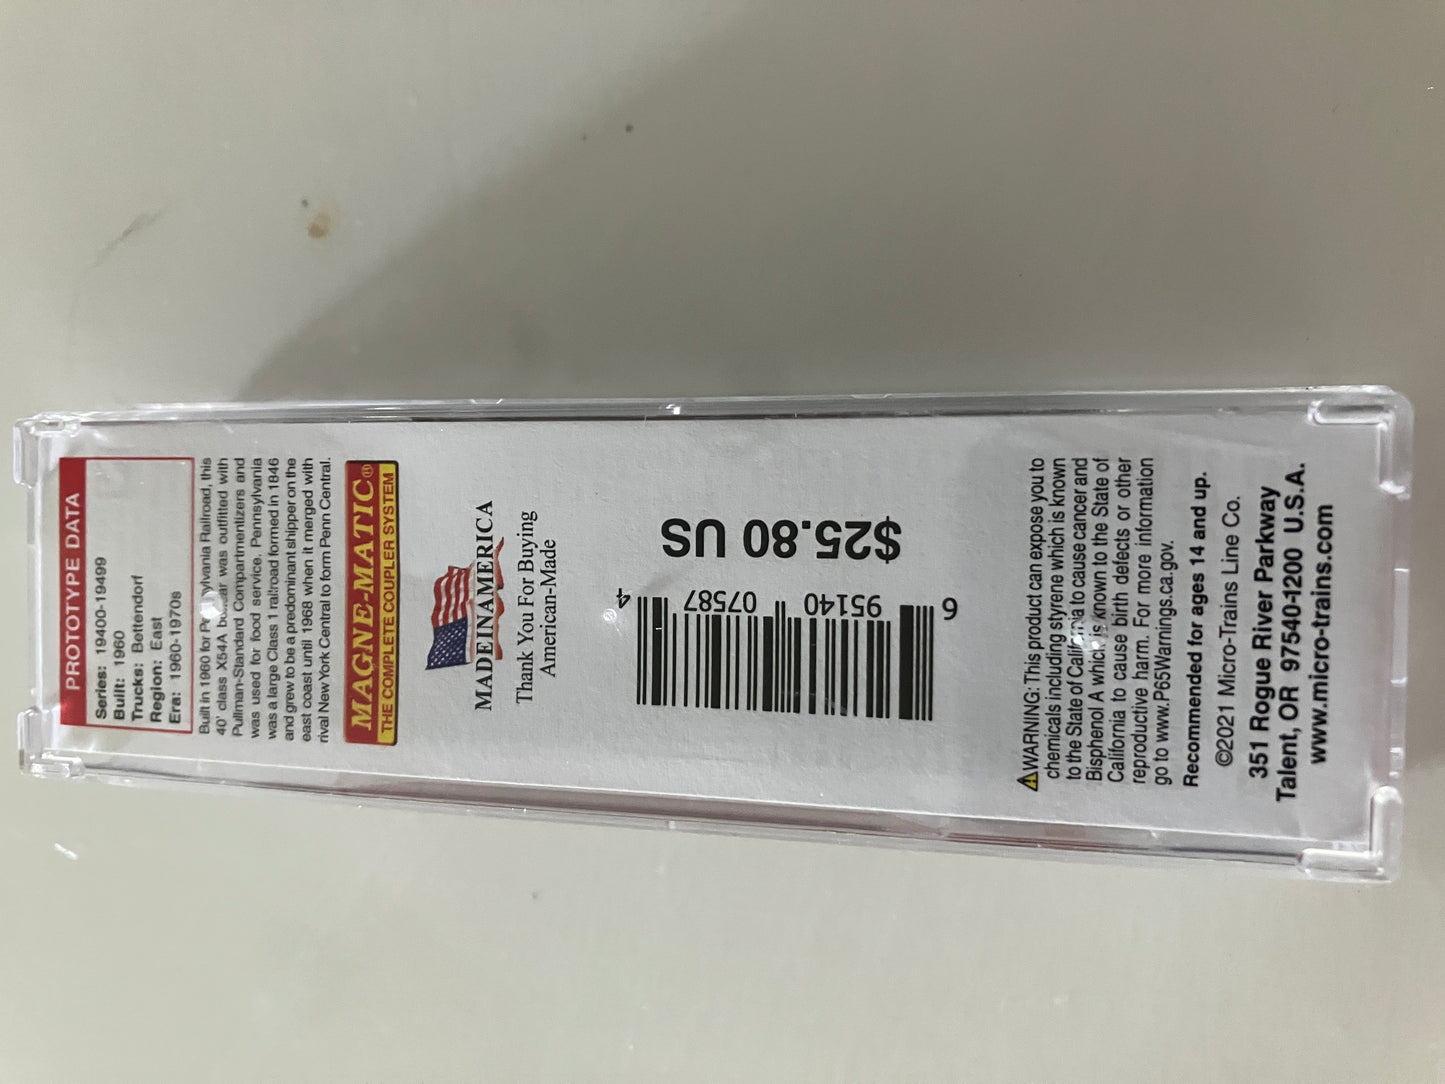 PROTOTYPE DATA
Series: 19400-19499
Built: 1960
Trucks: Bettendorf
Region: East
Era: 1960-1970s
Built in 1960 for Pennsylvania Railroad, this
40' class X54A boxcar was outfitted with
Pullman-Standard Compartmentizers and
was used for food service. Pennsylvania
was a large Class 1 railroad formed in 1846
and grew to be a predominant shipper on the
east coast until 1968 when it merged with
rival New York Central to form Penn Central.
MAGNE-MATIC®
THE COMPLETE COUPLER SYSTEM
MADEINAMERICA
Thank You For Buying
American-Made
$25.80 US
6 95140 07587 4
⚠WARNING: This product can expose you to
chemicals including styrene which is known
to the State of California to cause cancer and
Bisphenol A which is known to the State of
California to cause birth defects or other
reproductive harm. For more information
go to www.P65Warnings.ca.gov.
Recommended for ages 14 and up.
©2021 Micro-Trains Line Co.
351 Rogue River Parkway
Talent, OR 97540-1200 U.S.A.
www.micro-trains.com